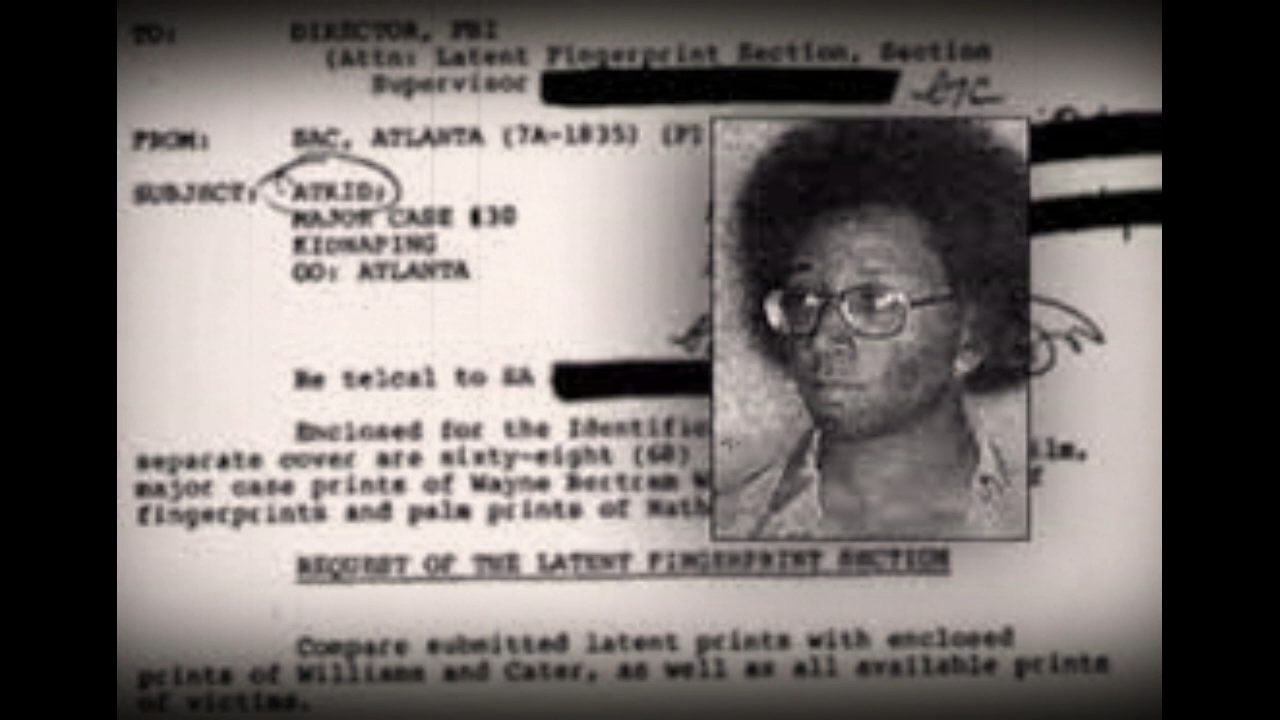 TO: DIRECTOR, FBI
(Attn: Latent Fingerprint Section, Section
Supervisor
FROM: SAC, ATLANTA (7A-1835) (P)
SUBJECT: ATKID;
MAJOR CASE #30
KIDNAPING
OO: ATLANTA
Re telcal to SA
Enclosed for the Identific
separate cover are sixty-eight (68) ilm,
major case prints of Wayne Bertram W
fingerprints and palm prints of Nath
REQUEST OF THE LATENT FINGERPRINT SECTION
Compare submitted latent prints with enclosed
prints of Williams and Cater, as well as all available prints
of victims.